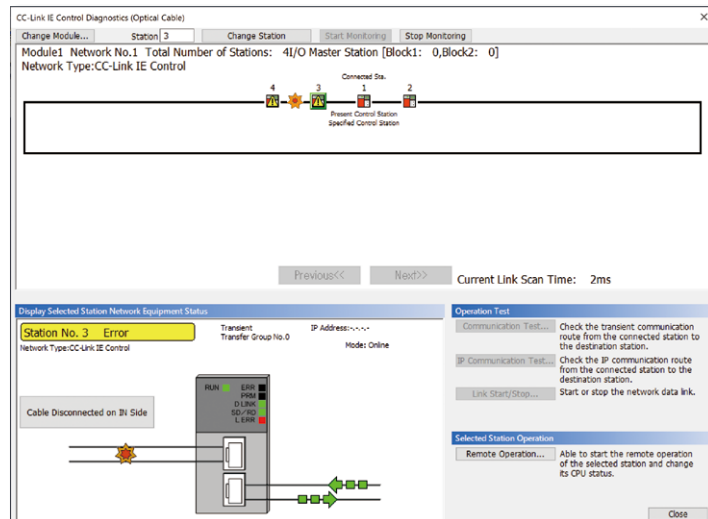 CC-Link IE Control Diagnostics (Optical Cable)
Change Module... Station 3 Change Station Start Monitoring Stop Monitoring
Module1 Network No.1 Total Number of Stations: 4I/O Master Station [Block1: 0,Block2: 0]
Network Type:CC-Link IE Control
Connected Sta.
4 3 1 2
Present Control Station
Specified Control Station
Previous<< Next>> Current Link Scan Time: 2ms
Display Selected Station Network Equipment Status
Station No. 3 Error
Network Type:CC-Link IE Control
Transient
Transfer Group No.0
IP Address:-.-.-.-
Mode: Online
RUN ERR
PRM
D LINK
SD/RD
L ERR
Cable Disconnected on IN Side
Operation Test
Communication Test... Check the transient communication
route from the connected station to
the destination station.
IP Communication Test... Check the IP communication route
from the connected station to the
destination station.
Link Start/Stop... Start or stop the network data link.
Selected Station Operation
Remote Operation... Able to start the remote operation
of the selected station and change
its CPU status.
Close